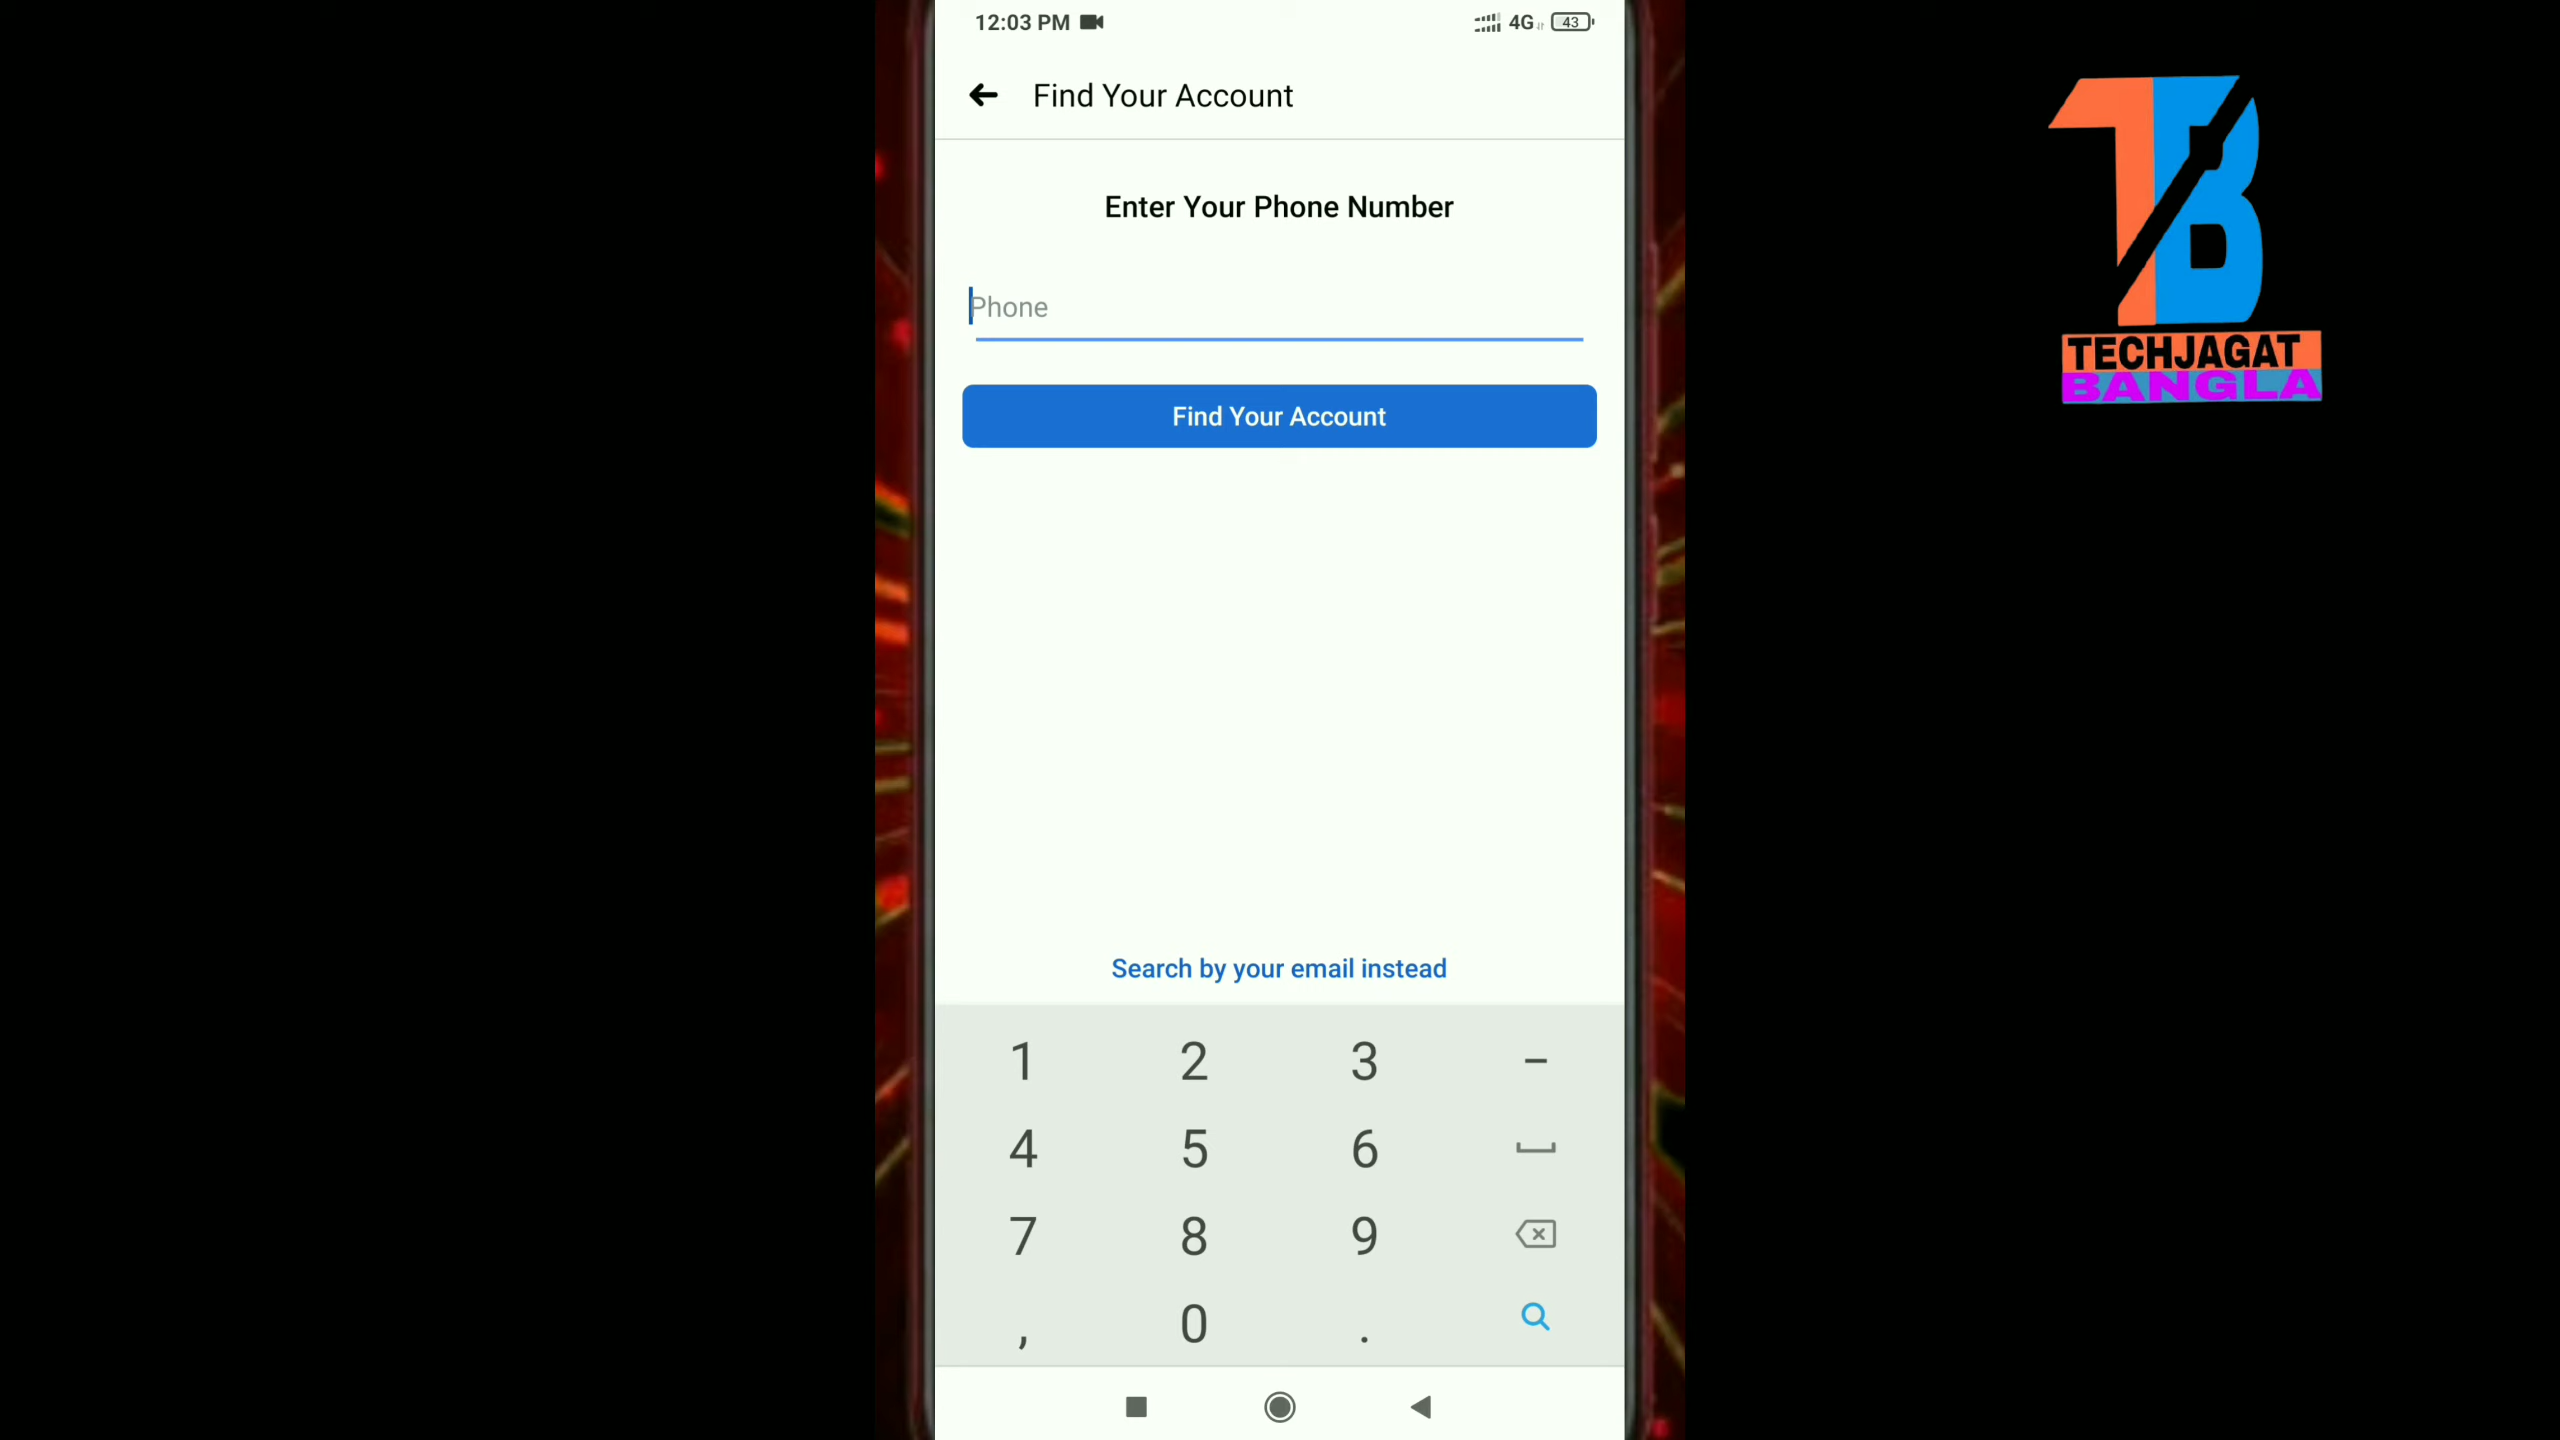 12:03 PM
4G
43
Find Your Account
Enter Your Phone Number
Phone
Find Your Account
Search by your email instead
1 2 3 -
4 5 6
7 8 9
, 0 .
TB
TECHJAGAT
BANGLA